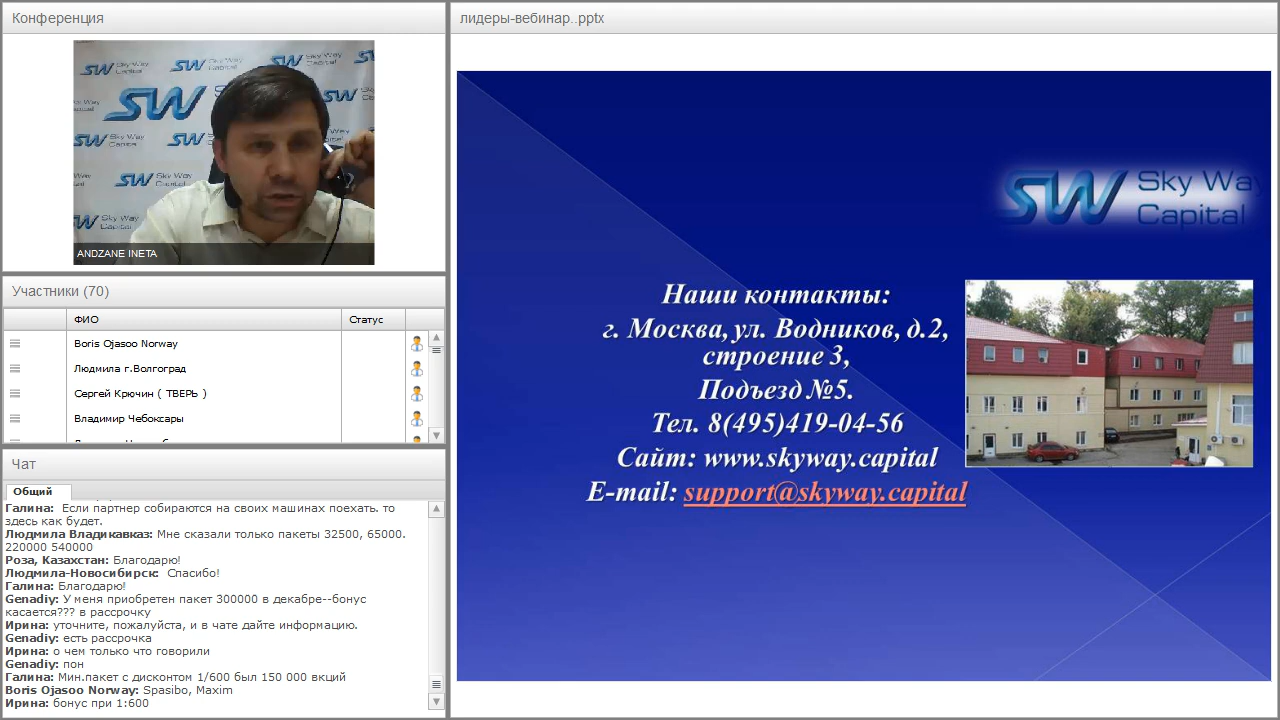 Конференция
Sky Way
Capital
SW
ANDZANE INETA
Участники (70)
ФИО
Статус
Boris Ojasoo Norway
Людмила г.Волгоград
Сергей Крючин ( ТВЕРЬ )
Владимир Чебоксары
Чат
Общий
Галина: Если партнер собираются на своих машинах поехать. то
здесь как будет.
Людмила Владикавказ: Мне сказали только пакеты 32500, 65000.
220000 540000
Роза, Казахстан: Благодарю!
Людмила-Новосибирск: Спасибо!
Галина: Благодарю!
Genadiy: У меня приобретен пакет 300000 в декабре--бонус
касается??? в рассрочку
Ирина: уточните, пожалуйста, и в чате дайте информацию.
Genadiy: есть рассрочка
Ирина: о чем только что говорили
Genadiy: пон
Галина: Мин.пакет с дисконтом 1/600 был 150 000 вкций
Boris Ojasoo Norway: Spasibo, Maxim
Ирина: бонус при 1:600
лидеры-вебинар..pptx
SW Sky Way
Capital
Наши контакты:
г. Москва, ул. Водников, д.2,
строение 3,
Подъезд №5.
Тел. 8(495)419-04-56
Сайт: www.skyway.capital
E-mail: support@skyway.capital